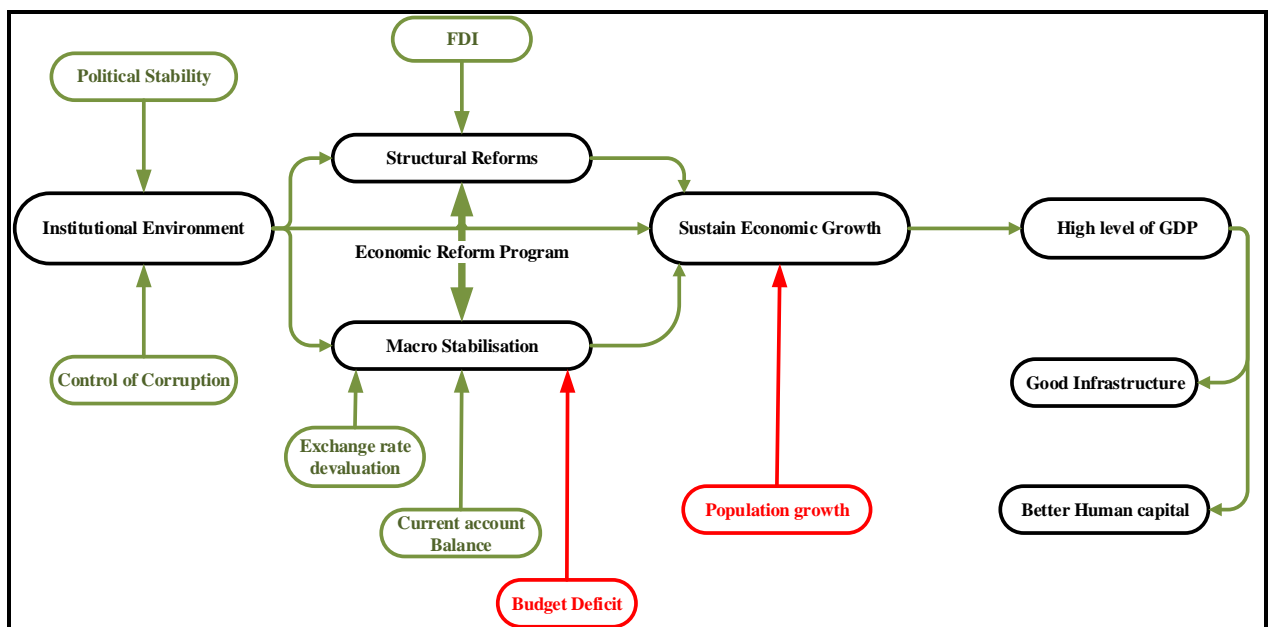 FDI
Political Stability
Structural Reforms
Institutional Environment
Sustain Economic Growth
High level of GDP
Economic Reform Program
Macro Stabilisation
Control of Corruption
Good Infrastructure
Exchange rate
devaluation
Population growth
Better Human capital
Current account
Balance
Budget Deficit